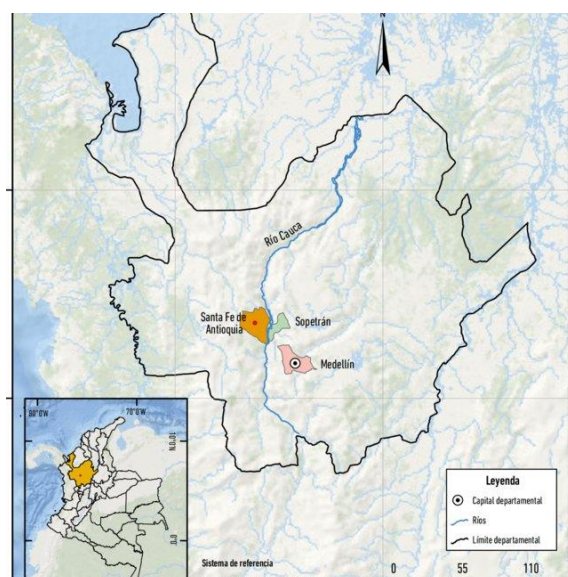 N
Río Cauca
Santa Fe de
Antioquia
Sopetrán
Medellín
80°0'W
70°0'W
10°0'N
0°0'
Leyenda
Capital departamental
Ríos
Límite departamental
Sistema de referencia
0
55
110